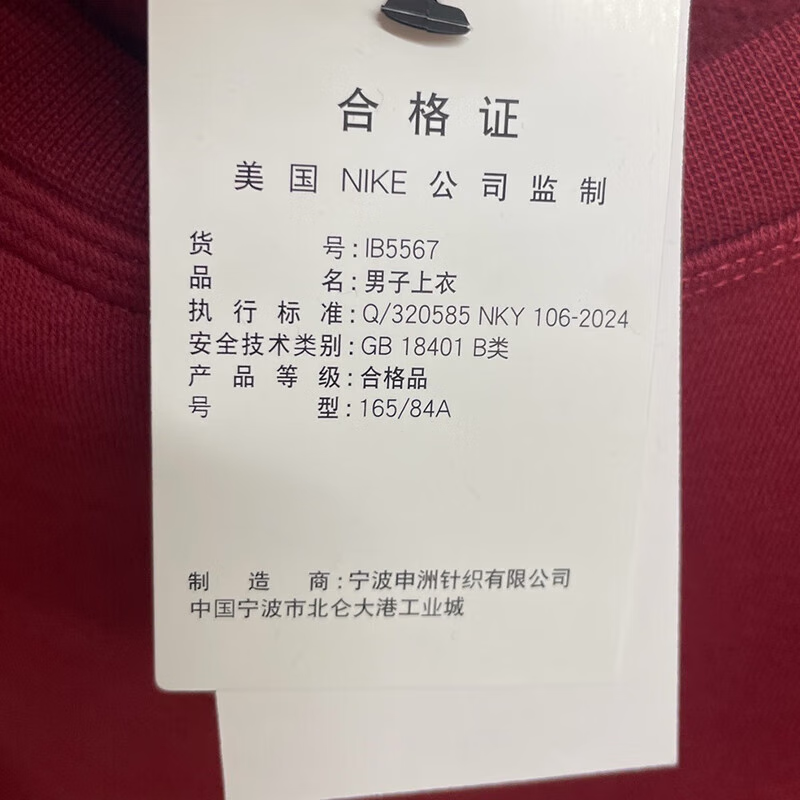 合格证
美国 NIKE 公司监制
货号:IB5567
品名:男子上衣
执行标准:Q/320585 NKY 106-2024
安全技术类别:GB 18401 B类
产品等级:合格品
号型:165/84A
制造商:宁波申洲针织有限公司
中国宁波市北仑大港工业城